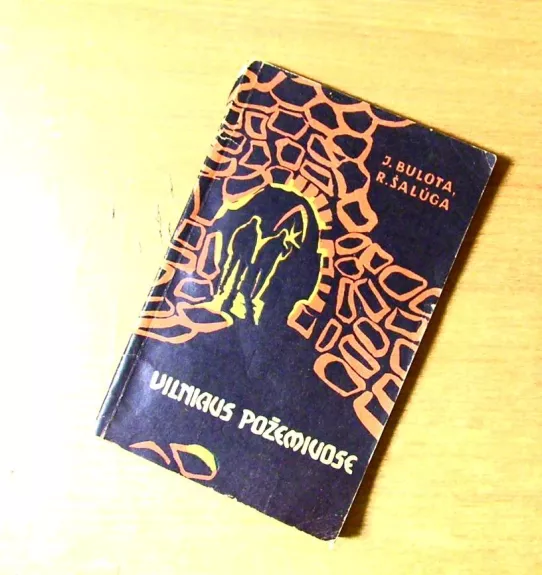 J. BULOTA,
R. ŠALŪGA
VILNIAUS POŽEMIUOSE